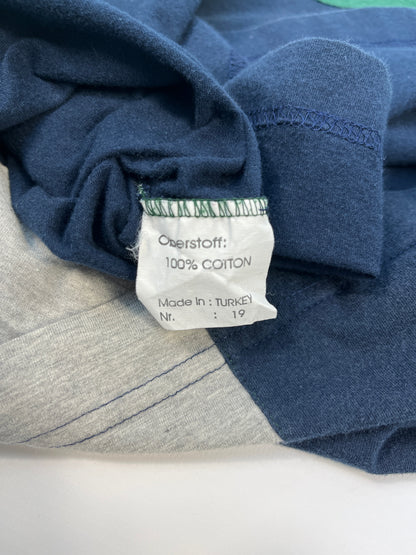 Oberstoff:
100% COTTON
Made In : TURKEY
Nr. : 19